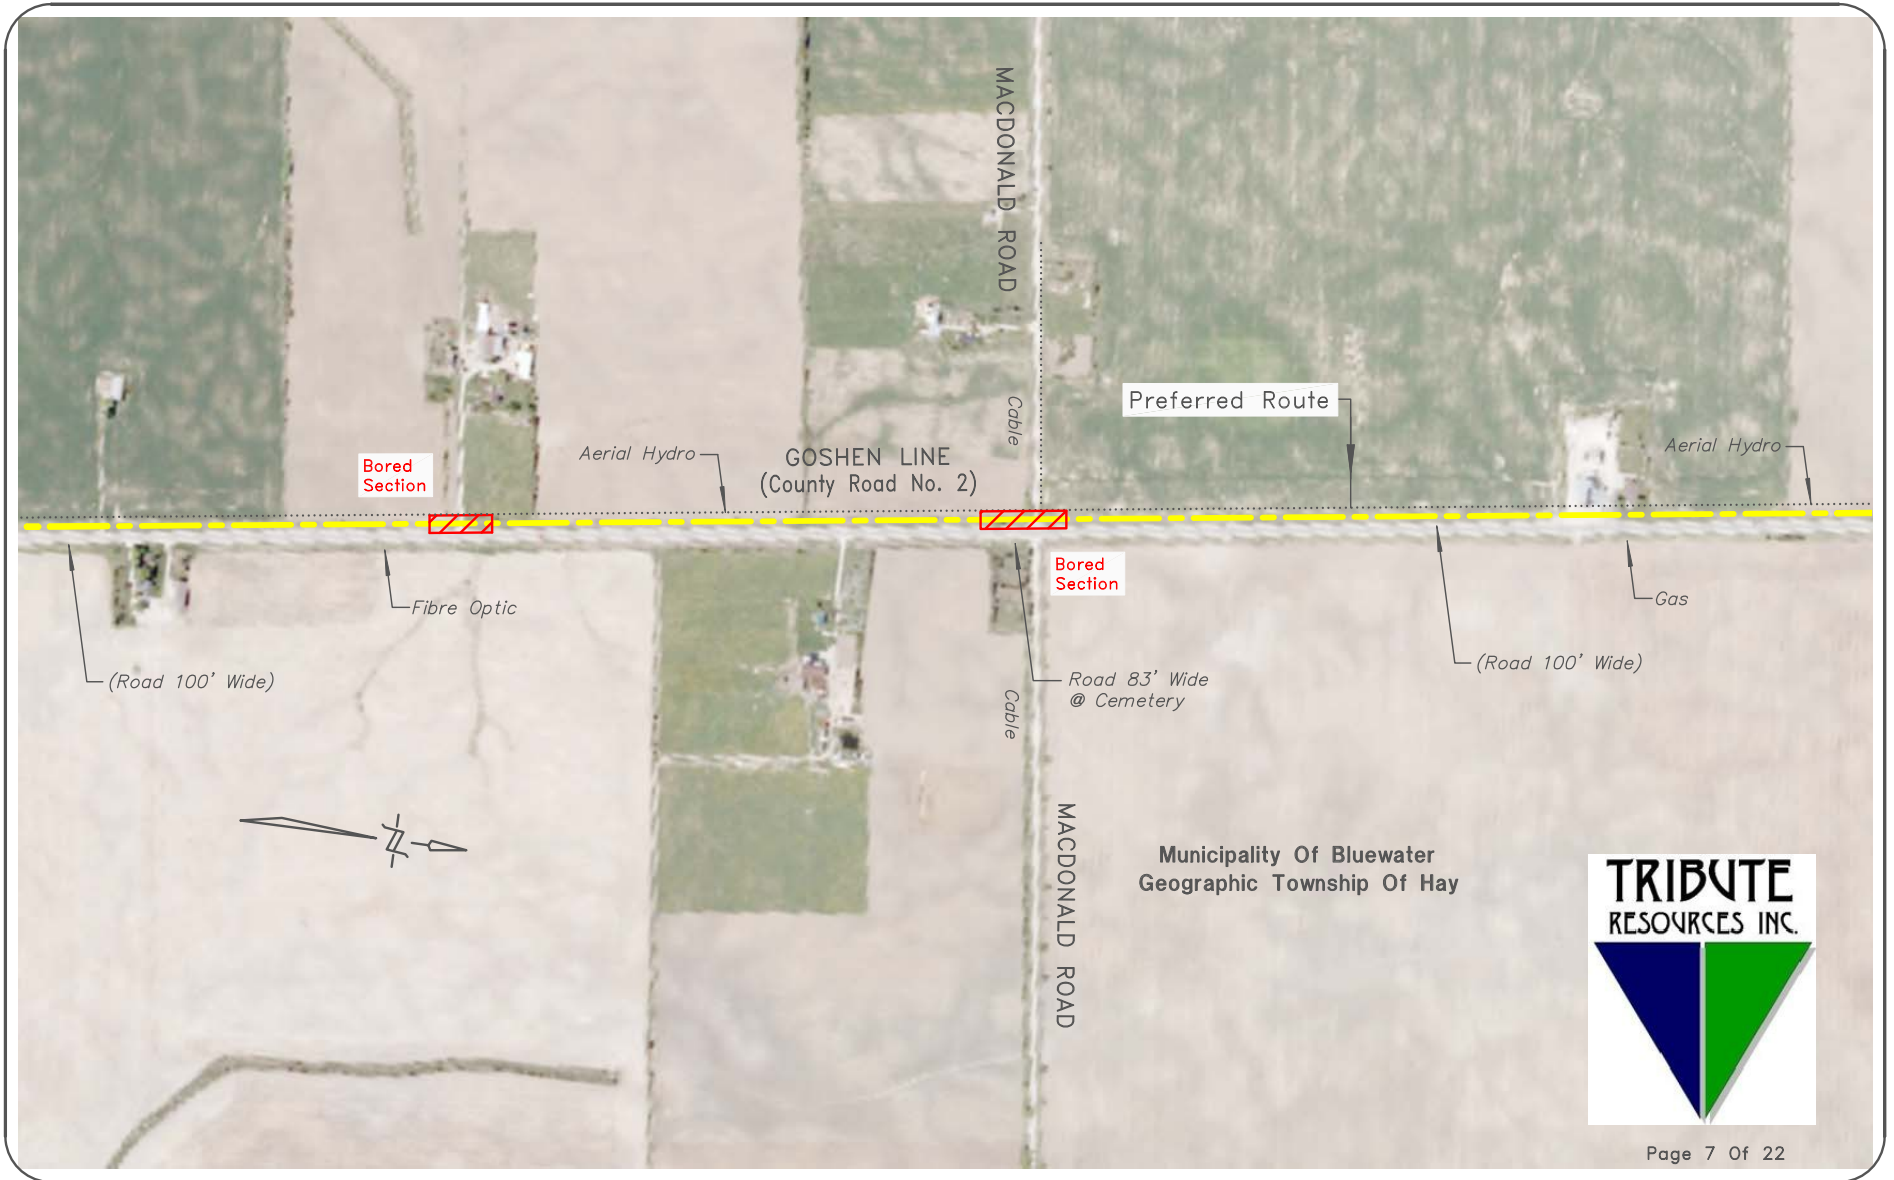 MACDONALD ROAD
Preferred Route
Cable
Aerial Hydro
GOSHEN LINE
(County Road No. 2)
Aerial Hydro
Bored
Section
Bored
Section
Fibre Optic
Gas
(Road 100' Wide)
(Road 100' Wide)
Road 83' Wide
@ Cemetery
Cable
MACDONALD ROAD
Municipality Of Bluewater
Geographic Township Of Hay
TRIBUTE
RESOURCES INC.
Page 7 Of 22